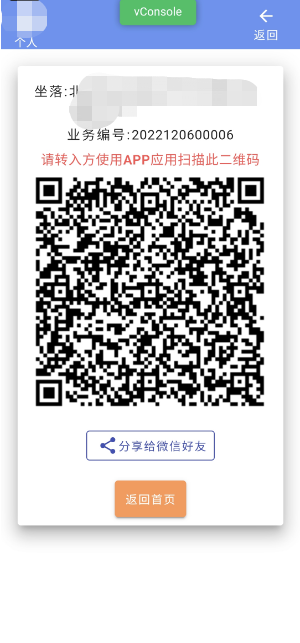 vConsole
个人
返回
坐落:
业务编号:2022120600006
请转入方使用APP应用扫描此二维码
分享给微信好友
返回首页